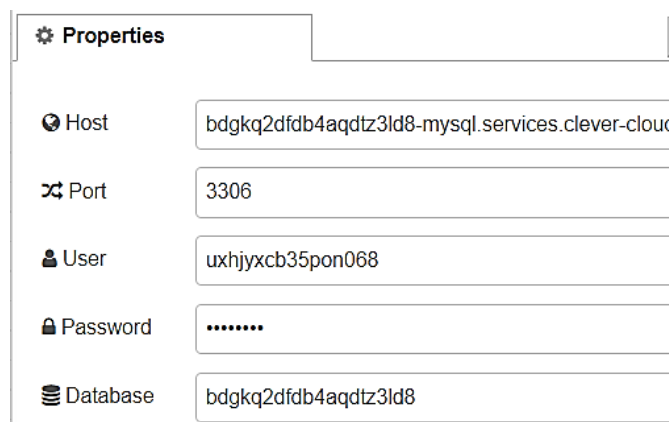 Properties
Host bdgkq2dfdb4aqdtz3ld8-mysql.services.clever-cloud
Port 3306
User uxhjyxcb35pon068
Password ••••••••
Database bdgkq2dfdb4aqdtz3ld8